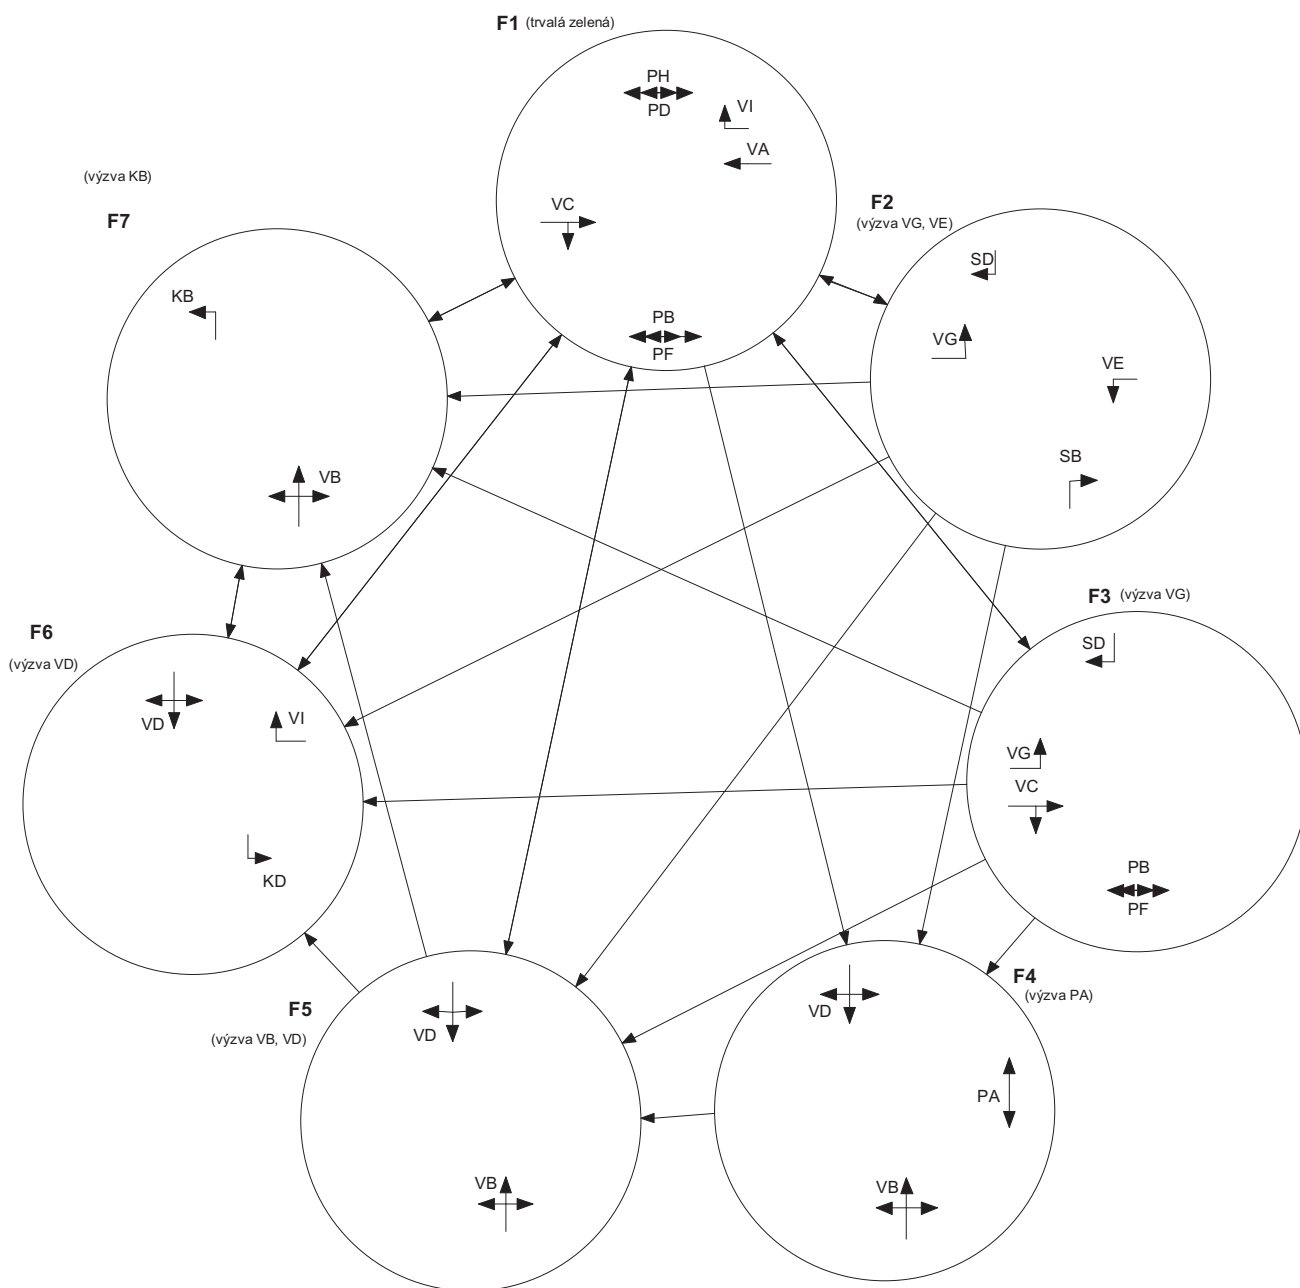 F1 (trvalá zelená)
PH
PD
VI
VA
VC
PB
PF
(výzva KB)
F7
KB
VB
F2
(výzva VG, VE)
SD
VG
VE
SB
F3 (výzva VG)
SD
VG
VC
PB
PF
F6
(výzva VD)
VD
VI
KD
F5
(výzva VB, VD)
VD
VB
F4
(výzva PA)
VD
PA
VB